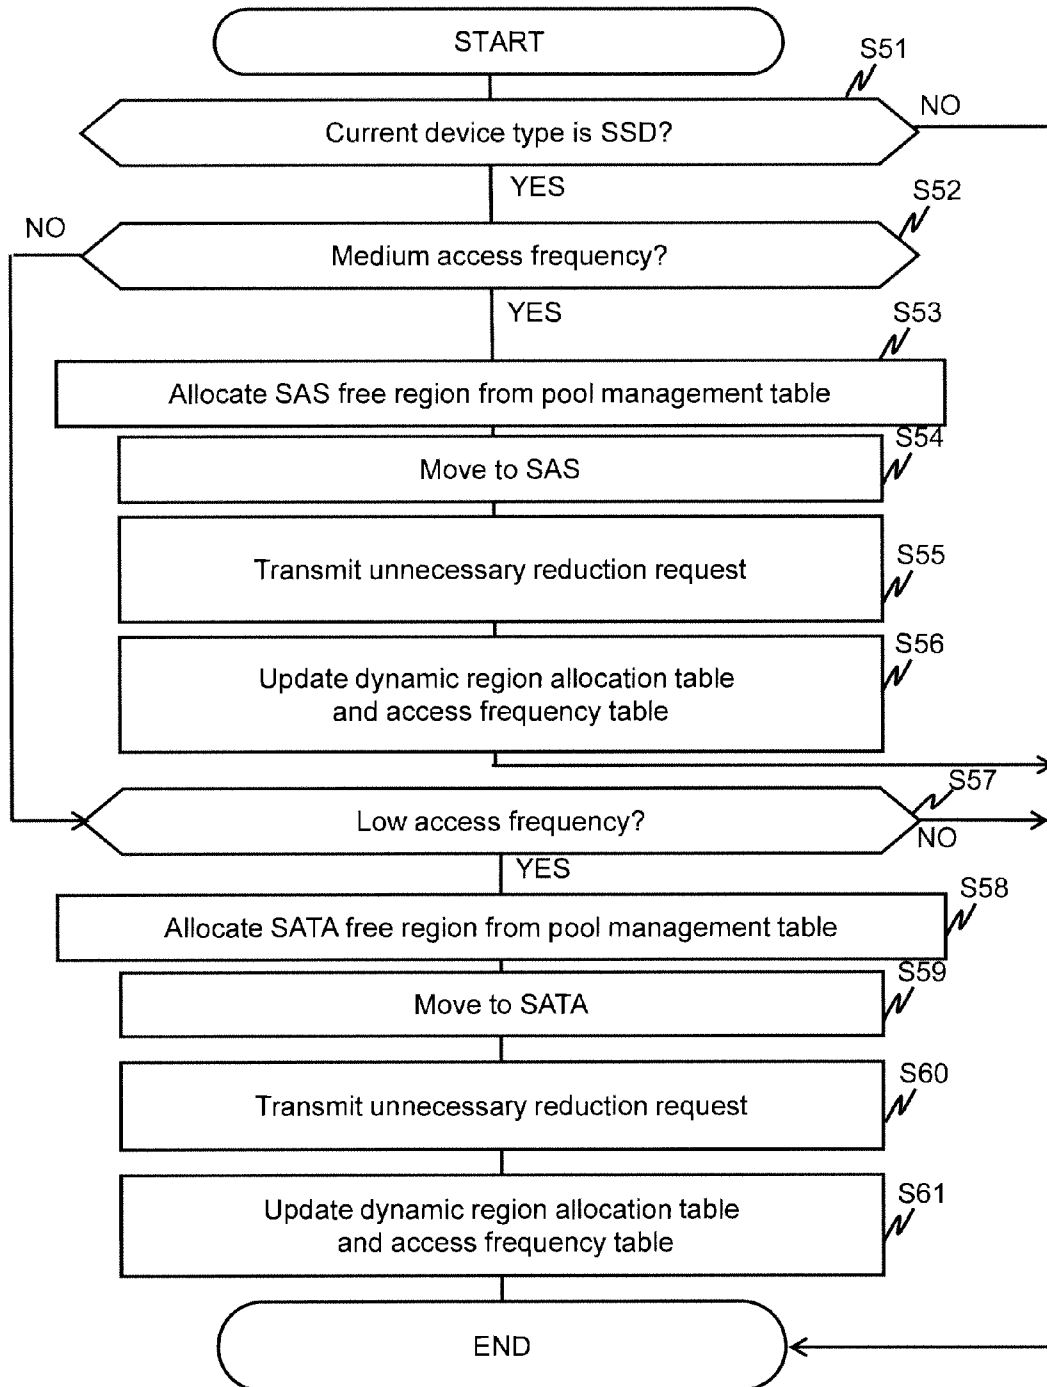 START
S51
Current device type is SSD?
NO
YES
S52
NO
Medium access frequency?
YES
S53
Allocate SAS free region from pool management table
S54
Move to SAS
S55
Transmit unnecessary reduction request
S56
Update dynamic region allocation table
and access frequency table
S57
Low access frequency?
NO
YES
S58
Allocate SATA free region from pool management table
S59
Move to SATA
S60
Transmit unnecessary reduction request
S61
Update dynamic region allocation table
and access frequency table
END